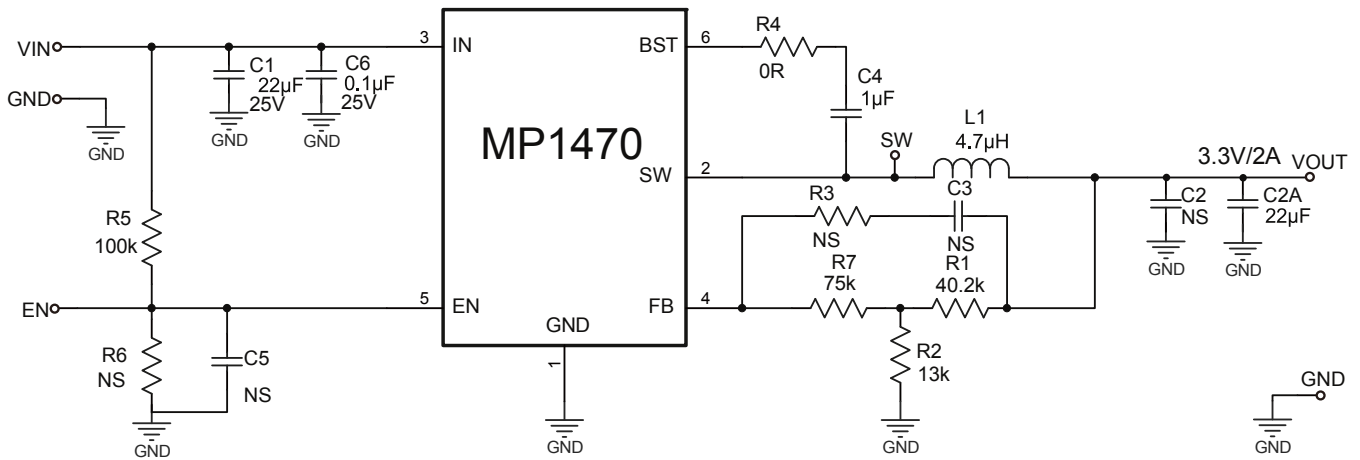 VIN
GND
GND
C1
22µF
25V
GND
C6
0.1µF
25V
GND
R5
100k
EN
R6
NS
C5
NS
GND
3
IN
5
EN
MP1470
BST
6
SW
2
FB
4
GND
1
GND
R4
0R
C4
1µF
SW
L1
4.7µH
R3
NS
C3
NS
R7
75k
R1
40.2k
R2
13k
GND
3.3V/2A
VOUT
C2
NS
GND
C2A
22µF
GND
GND
GND